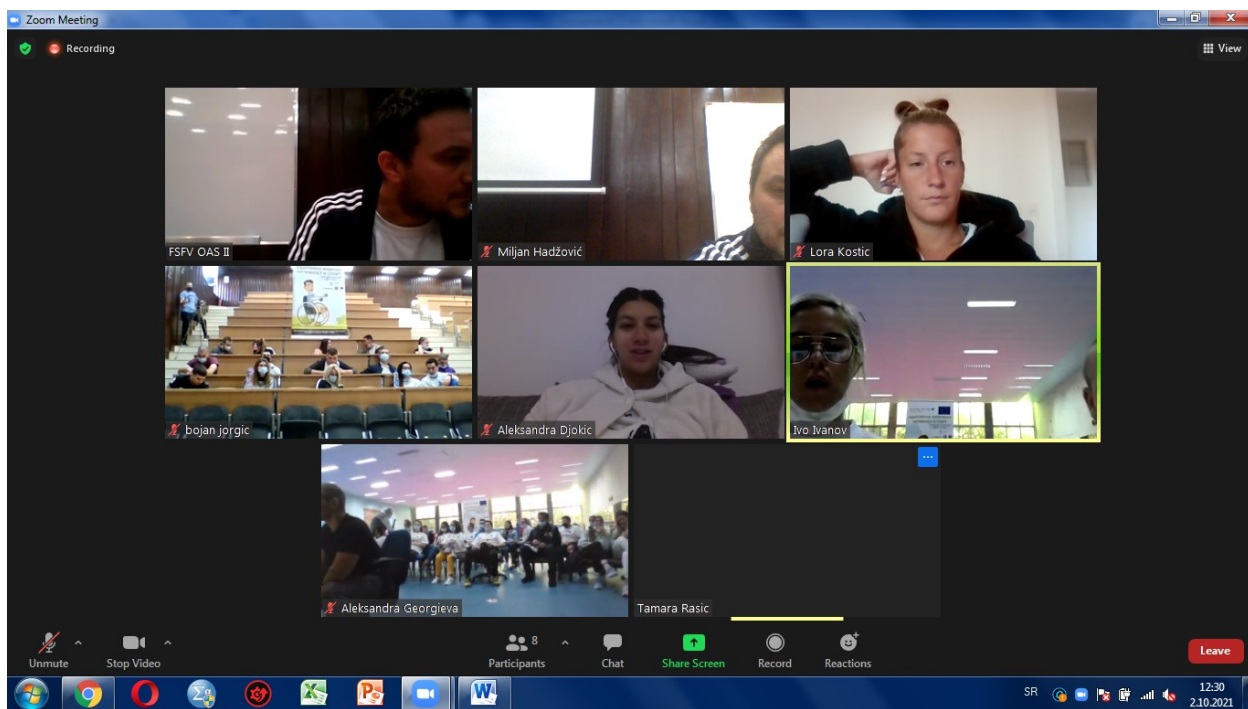 Zoom Meeting
Recording
View
FSFV OAS II
Miljan Hadžović
Lora Kostic
bojan jorgic
Aleksandra Djokic
Ivo Ivanov
Aleksandra Georgieva
Tamara Rasic
Unmute
Stop Video
8
Participants
Chat
Share Screen
Record
Reactions
Leave
SR
12:30
2.10.2021